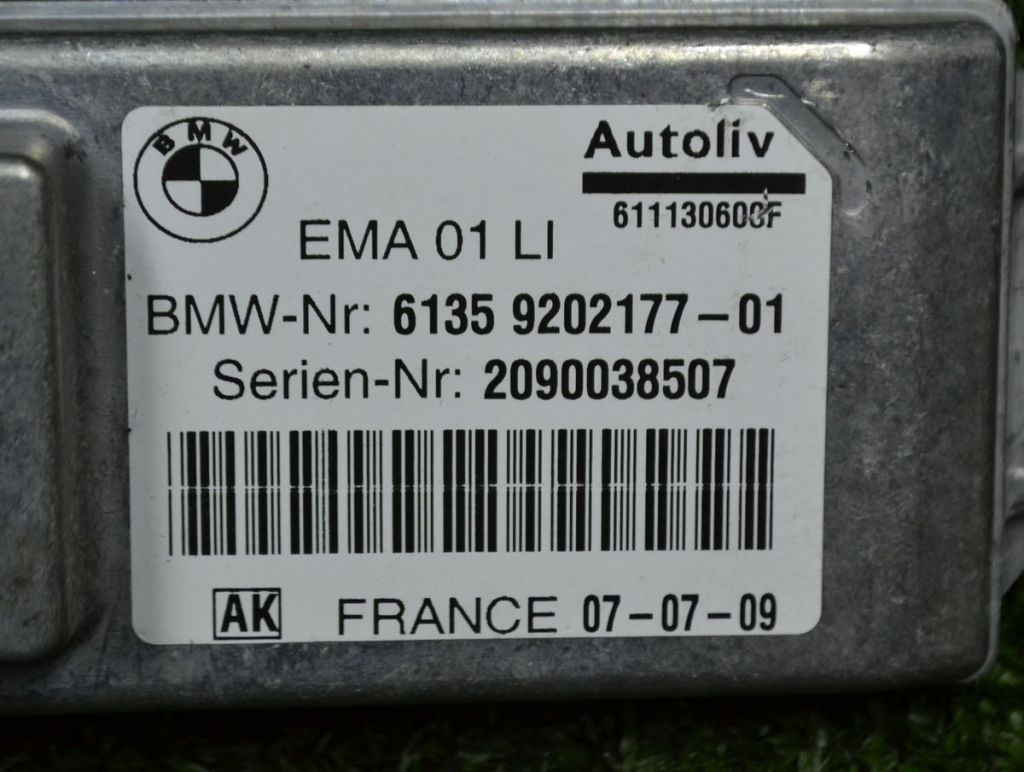 BMW
Autoliv
EMA 01 LI
BMW-Nr: 6135 9202177-01
Serien-Nr: 2090038507
AK FRANCE 07-07-09